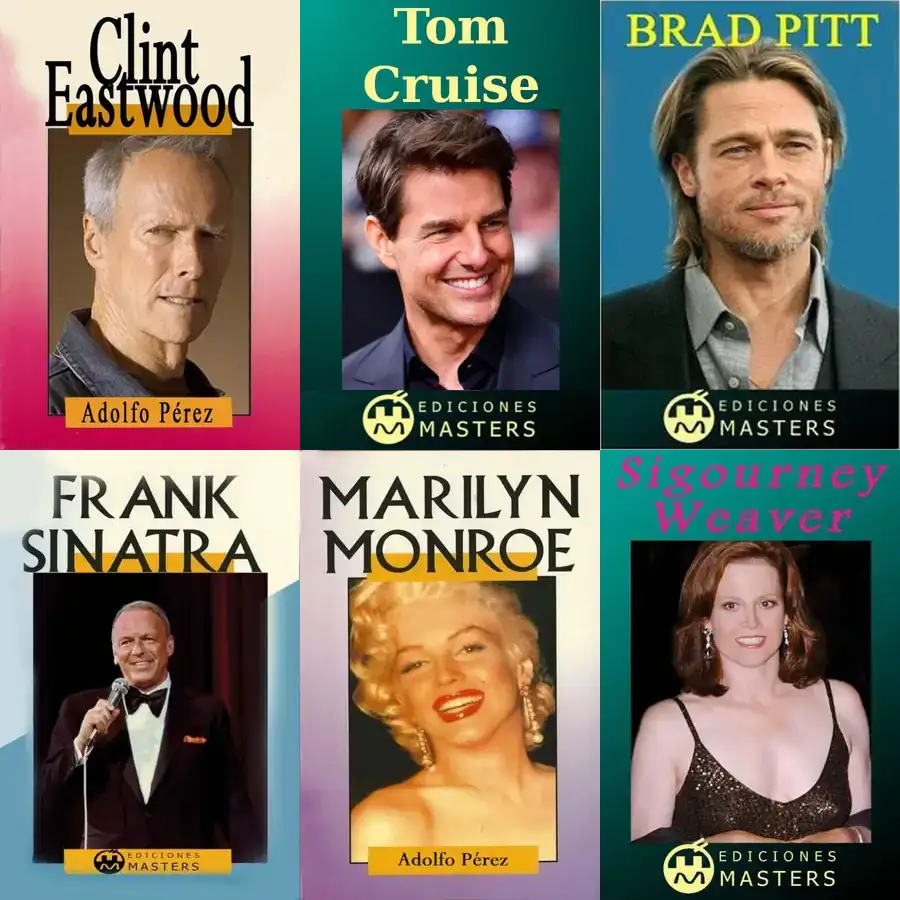 Clint
Eastwood
Adolfo Pérez
Tom
Cruise
EDICIONES
MASTERS
BRAD PITT
EDICIONES
MASTERS
FRANK
SINATRA
EDICIONES
MASTERS
MARILYN
MONROE
Adolfo Pérez
Sigourney
Weaver
EDICIONES
MASTERS